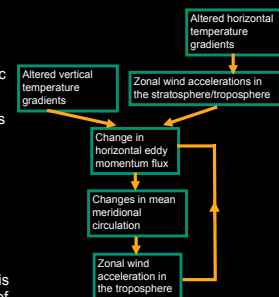 Altered horizontal
temperature
gradients
Altered vertical
temperature
gradients
Zonal wind accelerations in
the stratosphere/troposphere
Change in
horizontal eddy
momentum flux
Changes in mean
meridional
circulation
Zonal wind
acceleration in
the troposphere